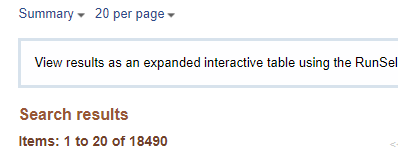 Summary 20 per page
View results as an expanded interactive table using the RunSel
Search results
Items: 1 to 20 of 18490
<-